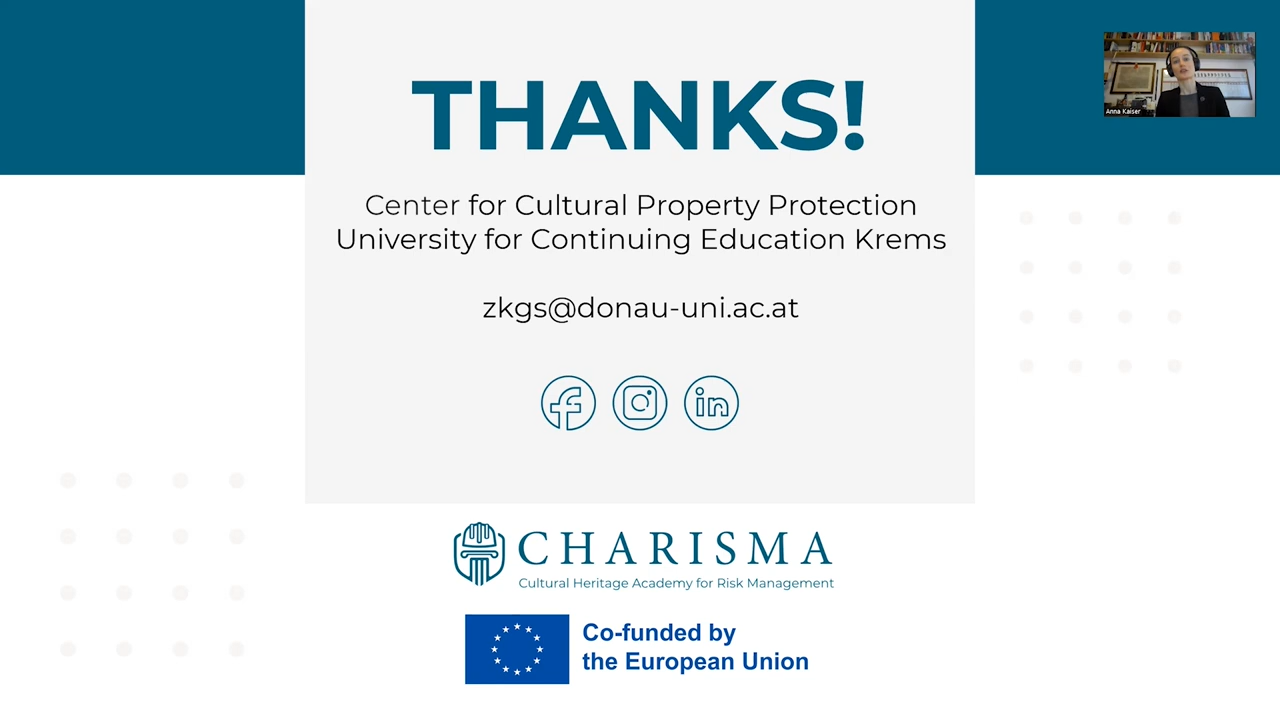 THANKS!
Anna Kaiser
Center for Cultural Property Protection
University for Continuing Education Krems
zkgs@donau-uni.ac.at
CHARISMA
Cultural Heritage Academy for Risk Management
Co-funded by
the European Union